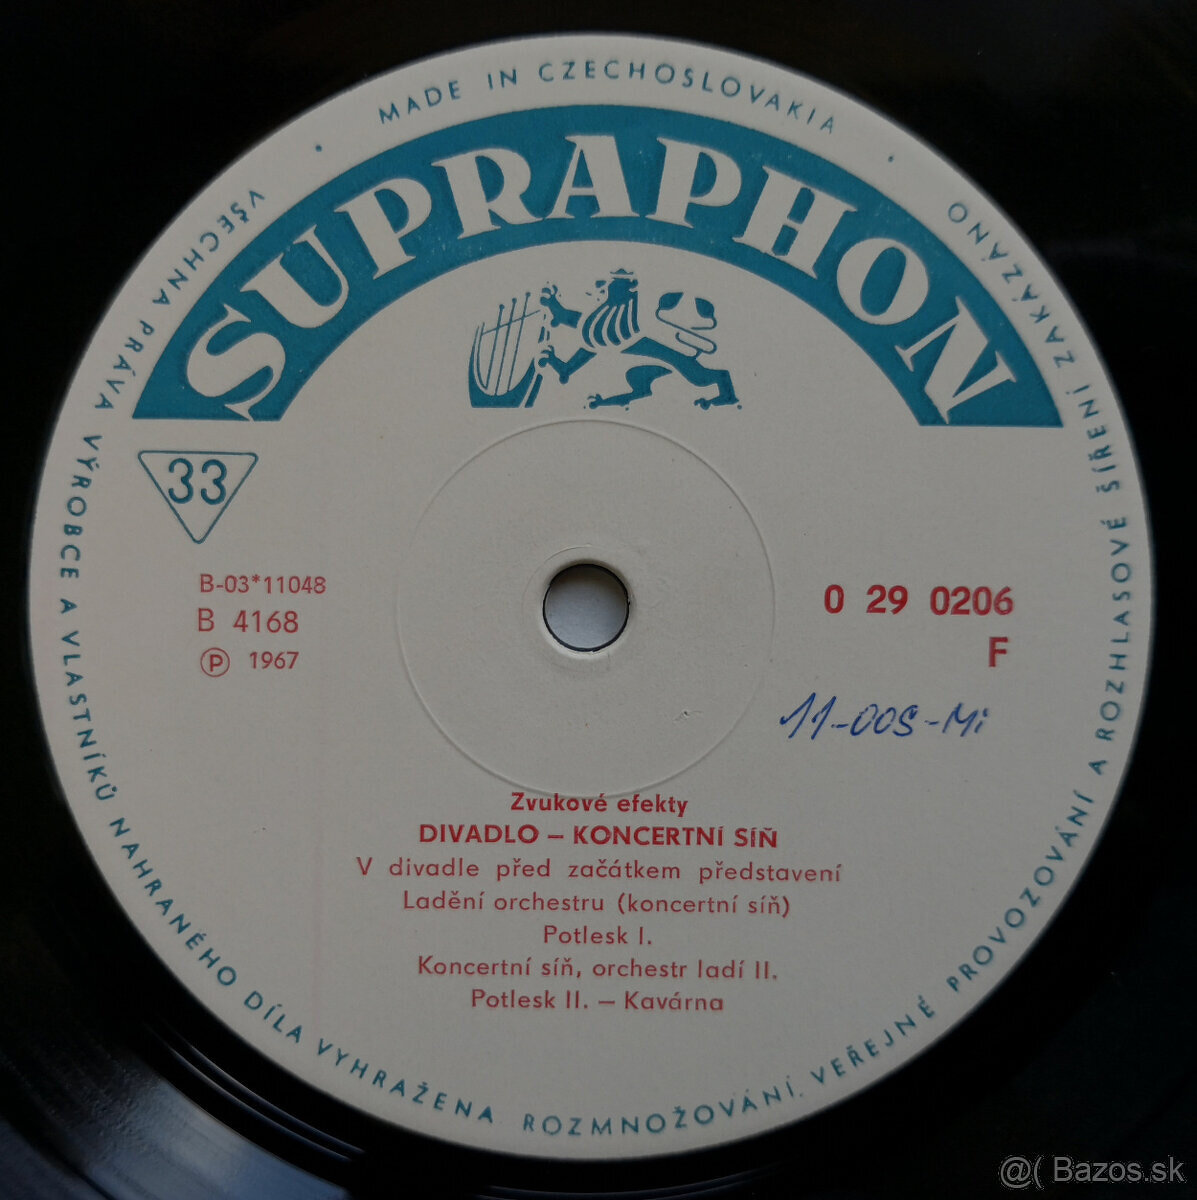 MADE IN CZECHOSLOVAKIA
VŠECHNA PRÁVA VÝROBCE A VLASTNÍKŮ NAHRANÉHO DÍLA VYHRAŽENA ROZMNOŽOVÁNÍ, VEŘEJNÉ PROVOZOVÁNÍ A ROZHLASOVÉ ŠÍŘENÍ ZAKÁZÁNO
SUPRAPHON
33
B-03*11048
B 4168
Ⓟ 1967
0 29 0206
F
11-00S-Mi
Zvukové efekty
DIVADLO – KONCERTNÍ SÍŇ
V divadle před začátkem představení
Ladění orchestru (koncertní síň)
Potlesk I.
Koncertní síň, orchestr ladí II.
Potlesk II. – Kavárna
@( Bazos.sk